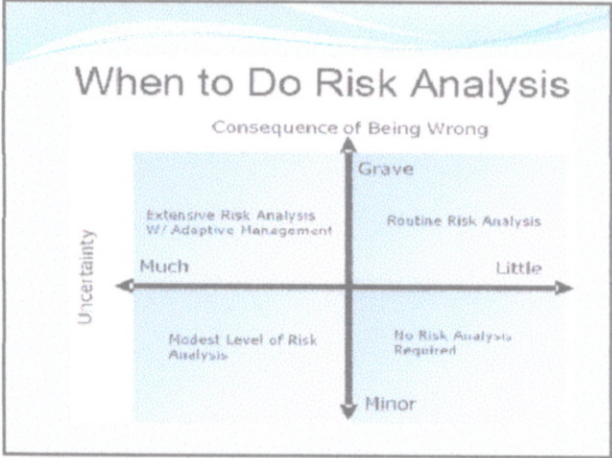 When to Do Risk Analysis
Consequence of Being Wrong
Grave
Extensive Risk Analysis
W/ Adaptive Management
Routine Risk Analysis
Uncertainty
Much
Little
Modest Level of Risk
Analysis
No Risk Analysis
Required
Minor